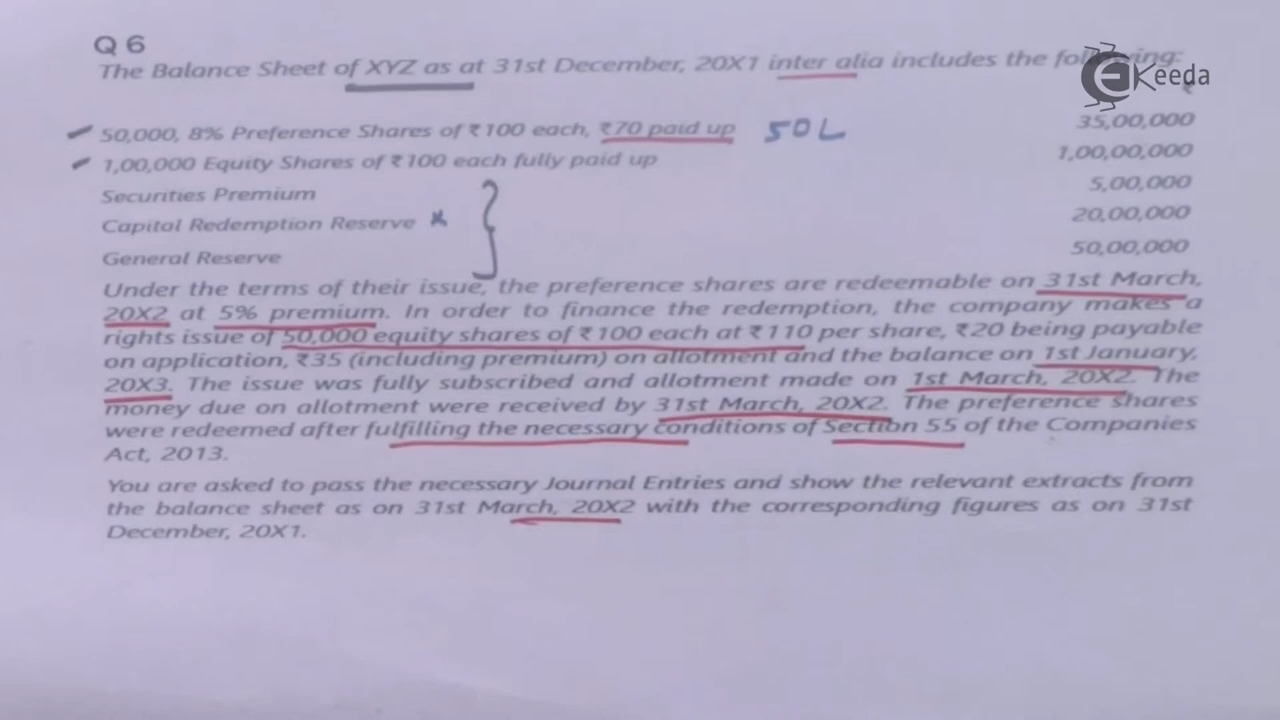 Q 6
The Balance Sheet of XYZ as at 31st December, 20X1 inter alia includes the following:
Keeda
₹
50,000, 8% Preference Shares of ₹100 each, ₹70 paid up 50L 35,00,000
1,00,000 Equity Shares of ₹100 each fully paid up 1,00,00,000
Securities Premium 5,00,000
Capital Redemption Reserve 20,00,000
General Reserve 50,00,000
Under the terms of their issue, the preference shares are redeemable on 31st March,
20X2 at 5% premium. In order to finance the redemption, the company makes a
rights issue of 50,000 equity shares of ₹100 each at ₹110 per share, ₹20 being payable
on application, ₹35 (including premium) on allotment and the balance on 1st January,
20X3. The issue was fully subscribed and allotment made on 1st March, 20X2. The
money due on allotment were received by 31st March, 20X2. The preference shares
were redeemed after fulfilling the necessary conditions of Section 55 of the Companies
Act, 2013.
You are asked to pass the necessary Journal Entries and show the relevant extracts from
the balance sheet as on 31st March, 20X2 with the corresponding figures as on 31st
December, 20X1.